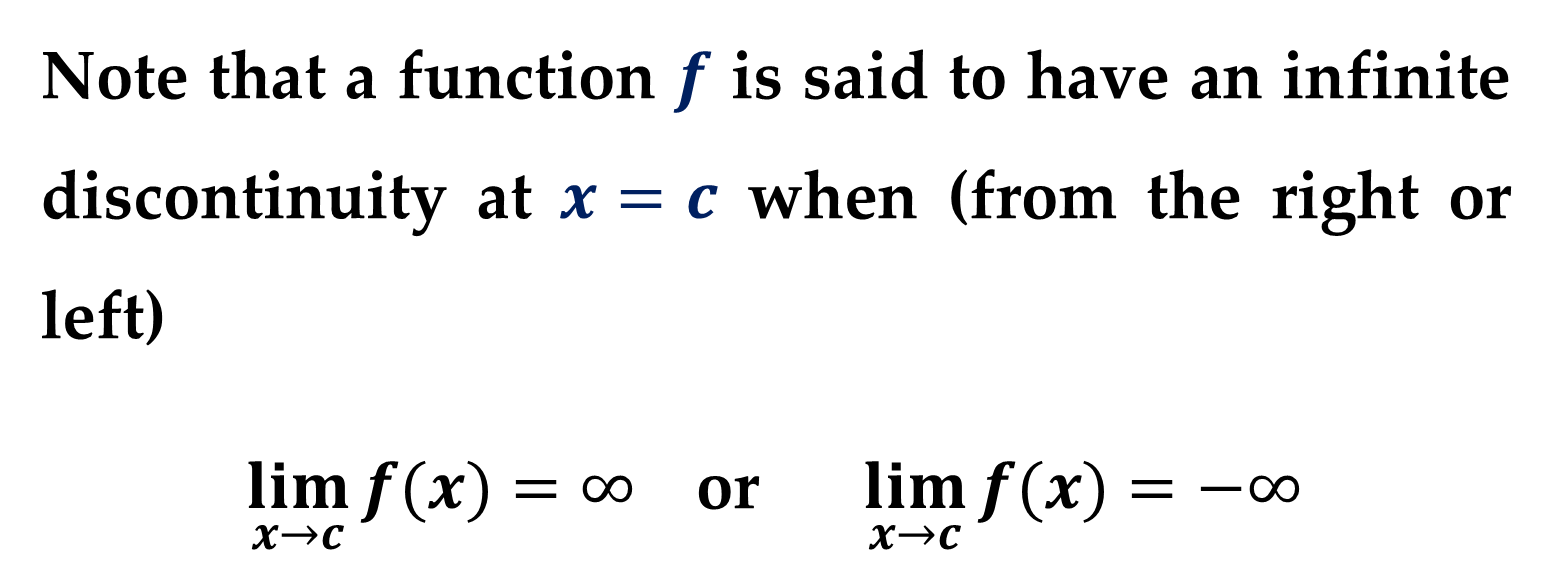 Note that a function f is said to have an infinite
discontinuity at x = c when (from the right or
left)
lim f(x) = ∞ or lim f(x) = −∞
x→c x→c